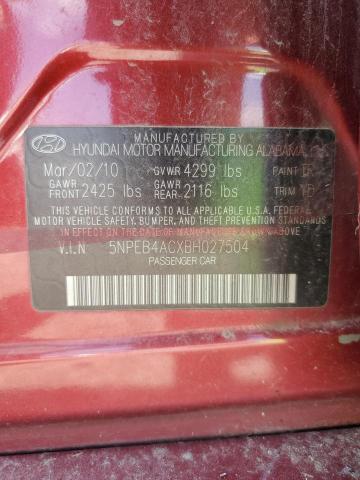 MANUFACTURED BY
HYUNDAI MOTOR MANUFACTURING ALABAMA,
Mar/02/10 GVWR 4299 lbs PAINT
GAWR FRONT 2425 lbs GAWR REAR 2116 lbs TRIM
THIS VEHICLE CONFORMS TO ALL APPLICABLE U.S.A. FEDERAL
MOTOR VEHICLE SAFETY, BUMPER, AND THEFT PREVENTION
STANDARDS IN EFFECT ON THE DATE OF MANUFACTURE SHOWN ABOVE.
V.I.N 5NPEB4ACXBH027504
PASSENGER CAR